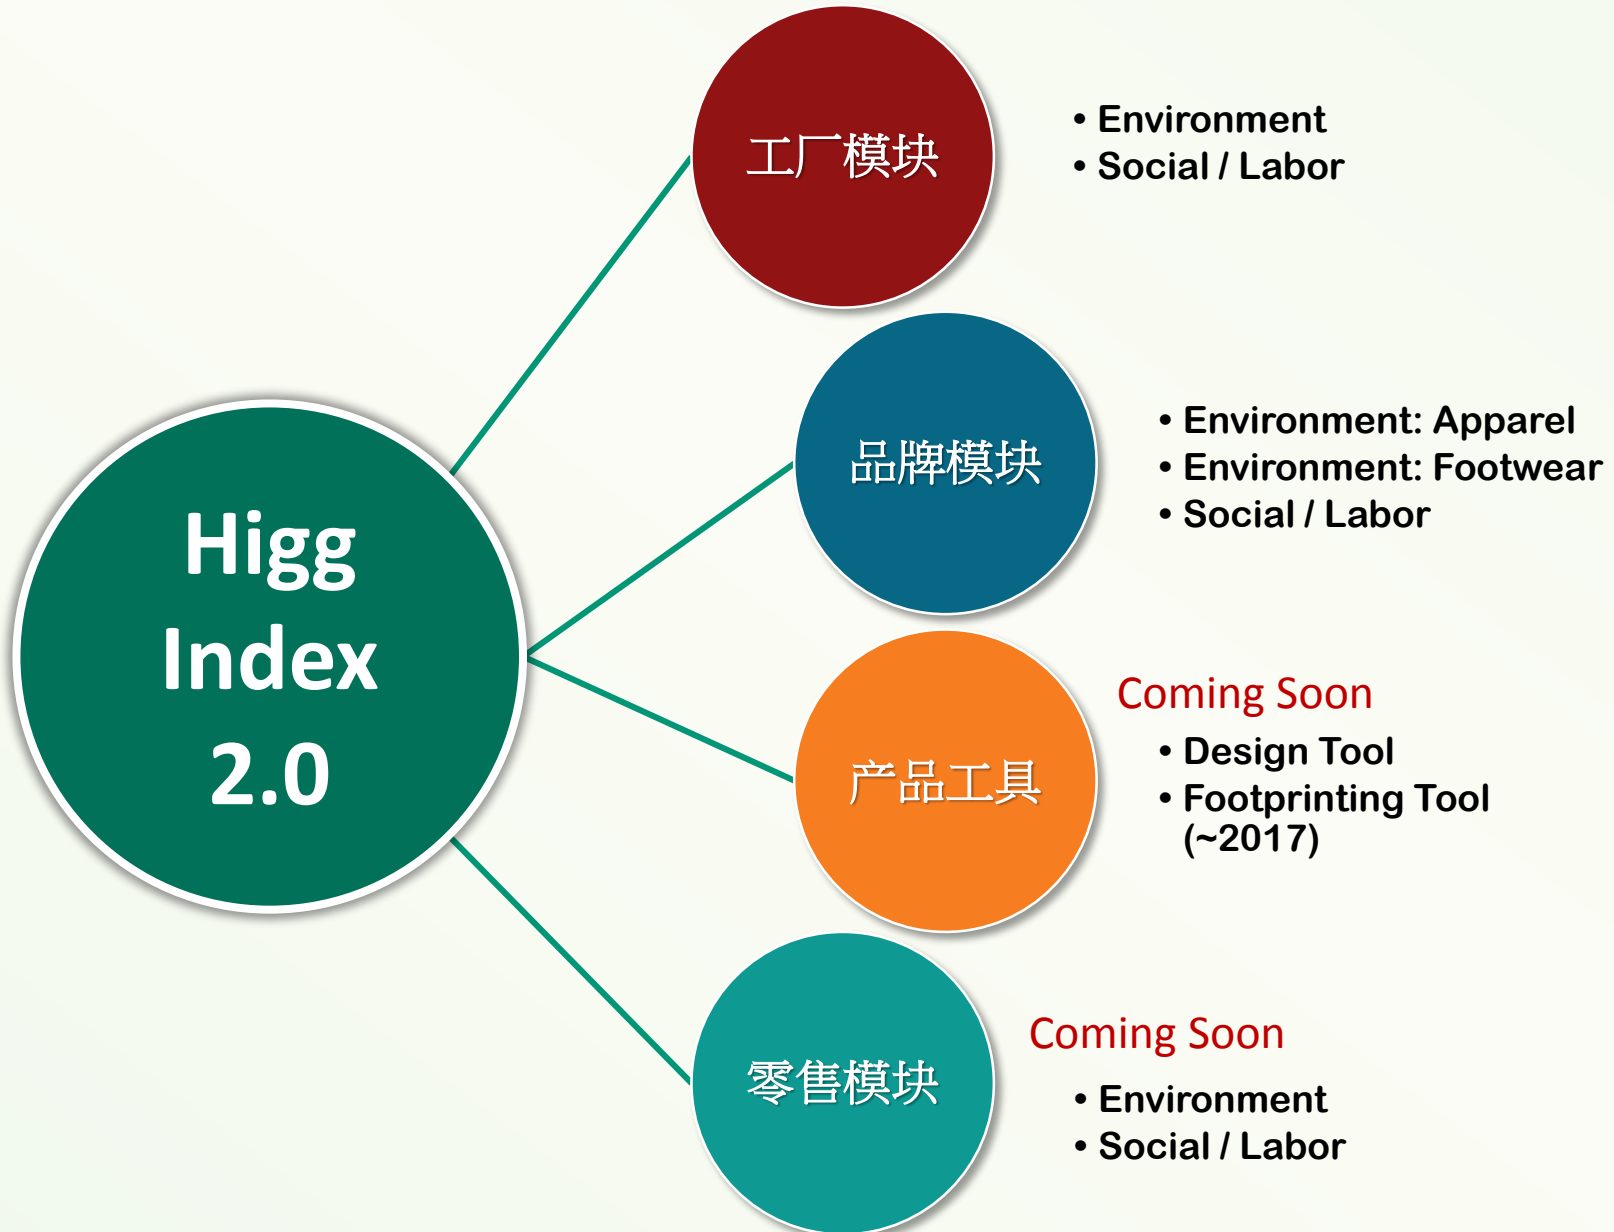 Higg
Index
2.0
工厂模块
• Environment
• Social / Labor
品牌模块
• Environment: Apparel
• Environment: Footwear
• Social / Labor
产品工具
Coming Soon
• Design Tool
• Footprinting Tool
(~2017)
零售模块
Coming Soon
• Environment
• Social / Labor